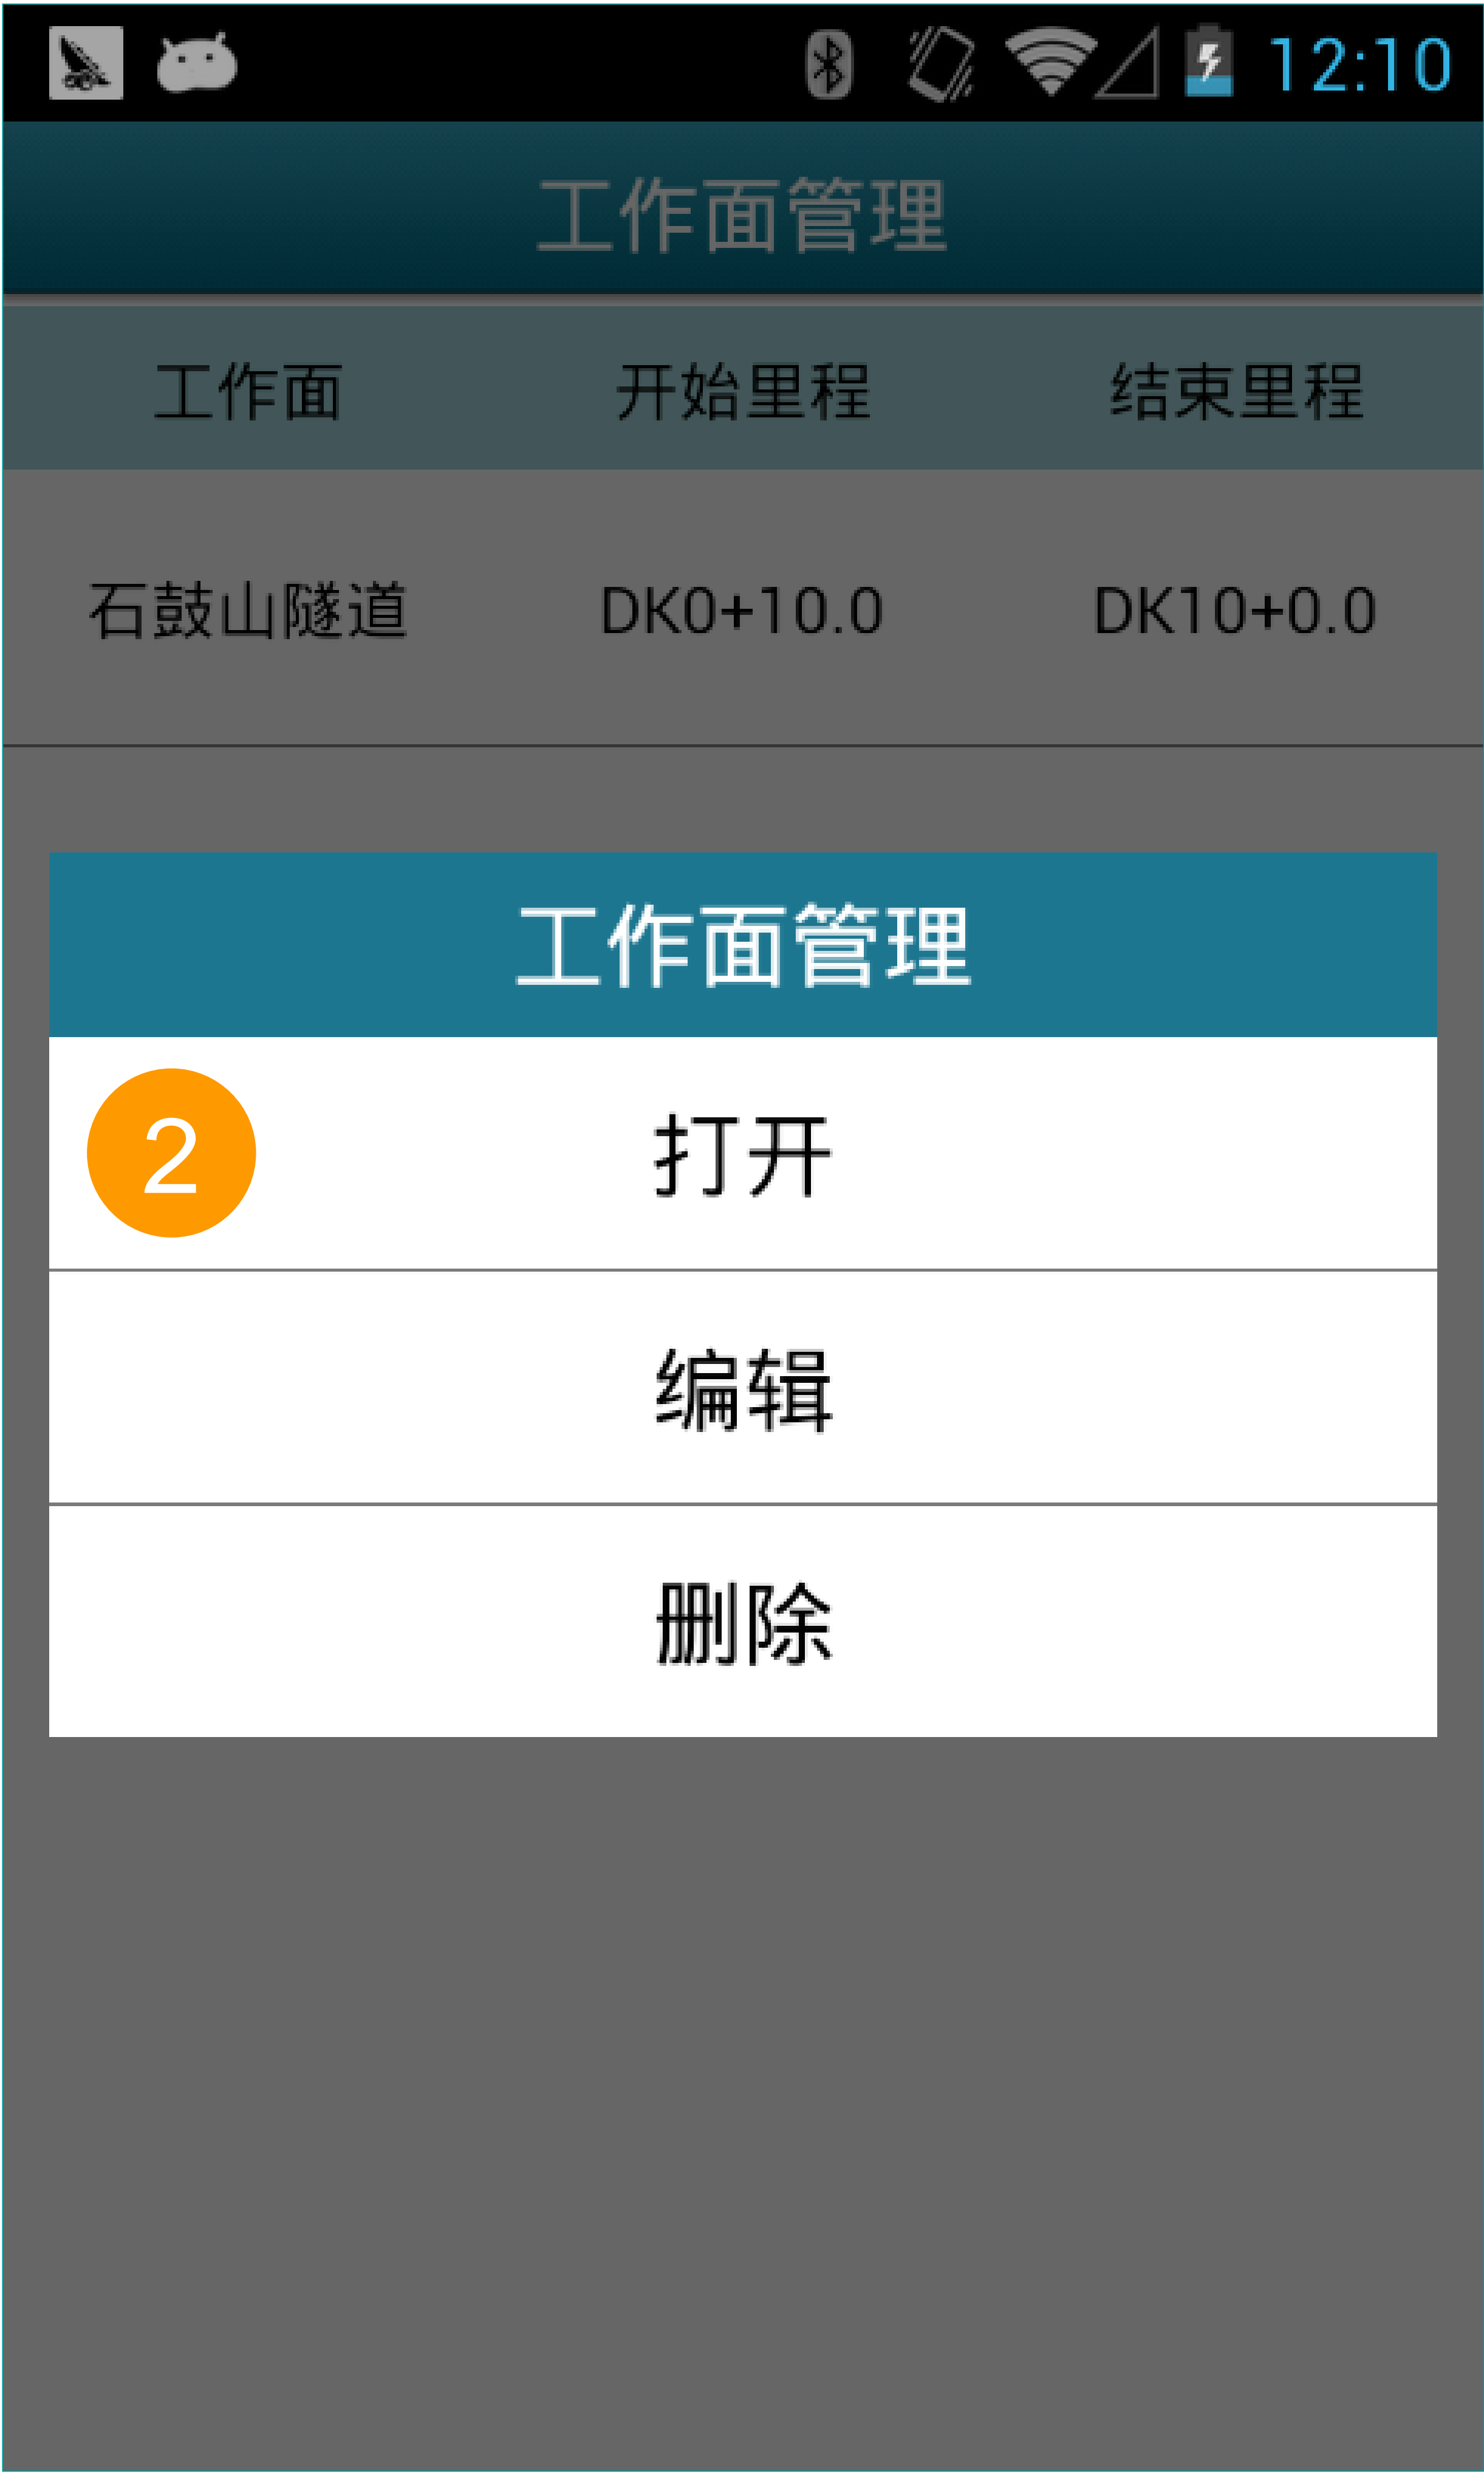 12:10
工作面管理
工作面 开始里程 结束里程
石鼓山隧道 DK0+10.0 DK10+0.0
工作面管理
2 打开
编辑
删除